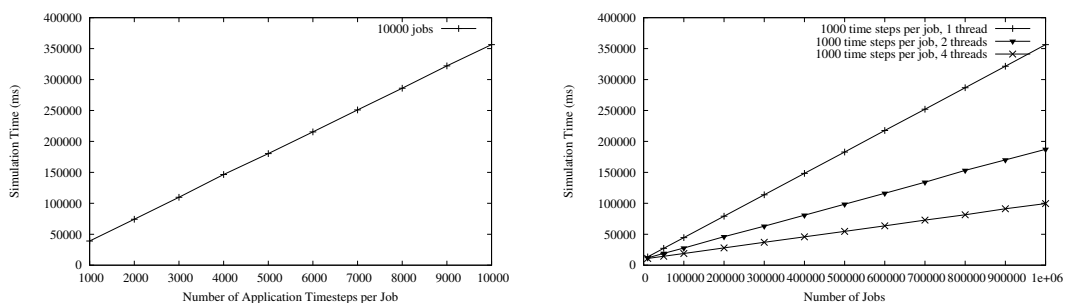 400000
350000
300000
250000
200000
150000
100000
50000
0
Simulation Time (ms)
10000 jobs
1000 2000 3000 4000 5000 6000 7000 8000 9000 10000
Number of Application Timesteps per Job
400000
350000
300000
250000
200000
150000
100000
50000
0
Simulation Time (ms)
1000 time steps per job, 1 thread
1000 time steps per job, 2 threads
1000 time steps per job, 4 threads
0 100000 200000 300000 400000 500000 600000 700000 800000 900000 1e+06
Number of Jobs